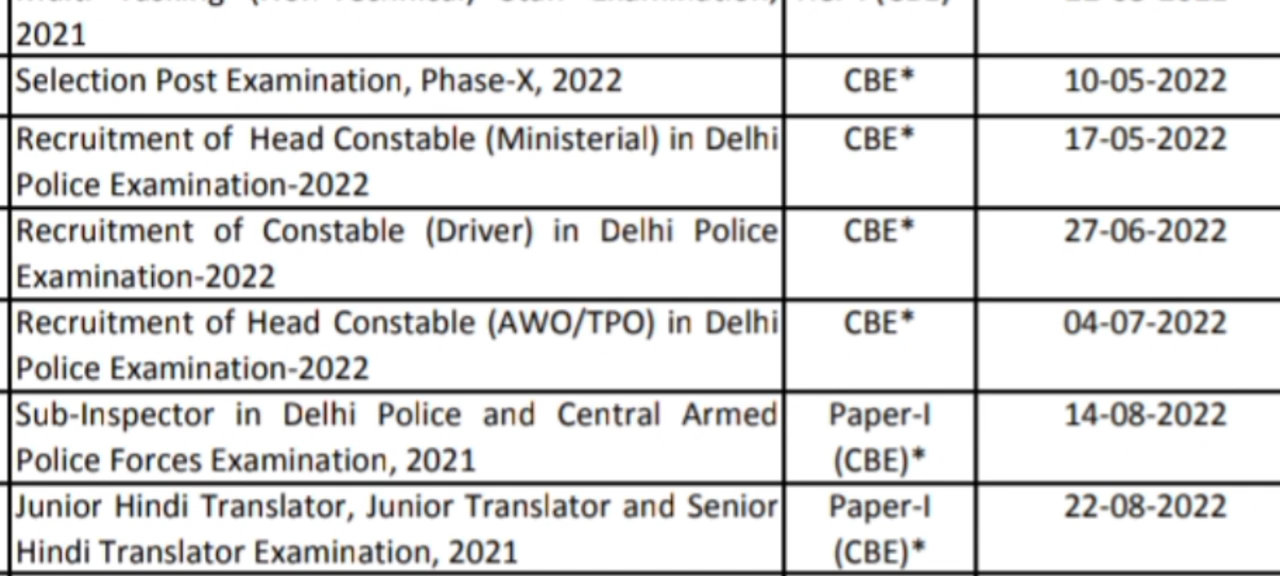 2021
Selection Post Examination, Phase-X, 2022 CBE* 10-05-2022
Recruitment of Head Constable (Ministerial) in Delhi CBE* 17-05-2022
Police Examination-2022
Recruitment of Constable (Driver) in Delhi Police CBE* 27-06-2022
Examination-2022
Recruitment of Head Constable (AWO/TPO) in Delhi CBE* 04-07-2022
Police Examination-2022
Sub-Inspector in Delhi Police and Central Armed Paper-I 14-08-2022
Police Forces Examination, 2021 (CBE)*
Junior Hindi Translator, Junior Translator and Senior Paper-I 22-08-2022
Hindi Translator Examination, 2021 (CBE)*